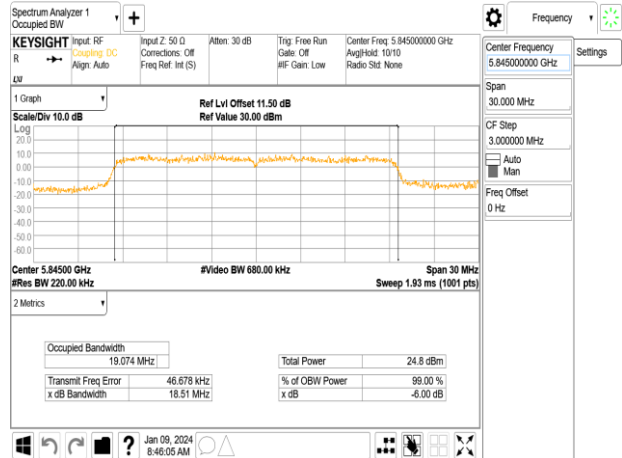 Spectrum Analyzer 1
Occupied BW
Frequency
KEYSIGHT
R
Input: RF
Coupling: DC
Align: Auto
Input Z: 50 Ω
Corrections: Off
Freq Ref: Int (S)
Atten: 30 dB
Trig: Free Run
Gate: Off
#IF Gain: Low
Center Freq: 5.845000000 GHz
Avg|Hold: 10/10
Radio Std: None
Center Frequency
5.845000000 GHz
Settings
Span
30.000 MHz
CF Step
3.000000 MHz
Auto
Man
Freq Offset
0 Hz
1 Graph
Scale/Div 10.0 dB
Ref Lvl Offset 11.50 dB
Ref Value 30.00 dBm
Log
20.0
10.0
0.00
-10.0
-20.0
-30.0
-40.0
-50.0
-60.0
Center 5.84500 GHz
#Res BW 220.00 kHz
#Video BW 680.00 kHz
Span 30 MHz
Sweep 1.93 ms (1001 pts)
2 Metrics
Occupied Bandwidth
19.074 MHz
Total Power 24.8 dBm
Transmit Freq Error 46.678 kHz
% of OBW Power 99.00 %
x dB Bandwidth 18.51 MHz
x dB -6.00 dB
?
Jan 09, 2024
8:46:05 AM